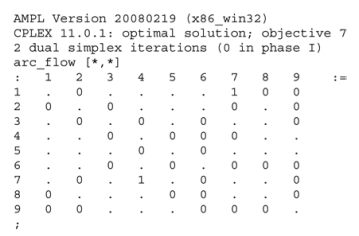 AMPL Version 20080219 (x86_win32)
CPLEX 11.0.1: optimal solution; objective 7
2 dual simplex iterations (0 in phase I)
arc_flow [*,*]
:   1   2   3   4   5   6   7   8   9   :=
1   .   0   .   .   .   .   1   0   0
2   0   .   0   .   .   .   0   .   0
3   .   0   .   0   .   0   .   .   0
4   .   .   0   .   0   0   0   .   .
5   .   .   .   0   .   0   .   .   .
6   .   .   0   .   0   .   0   0   0
7   .   0   .   1   .   0   .   .   0
8   0   .   .   .   0   0   .   .   0
9   0   0   .   .   .   0   0   0   .
;